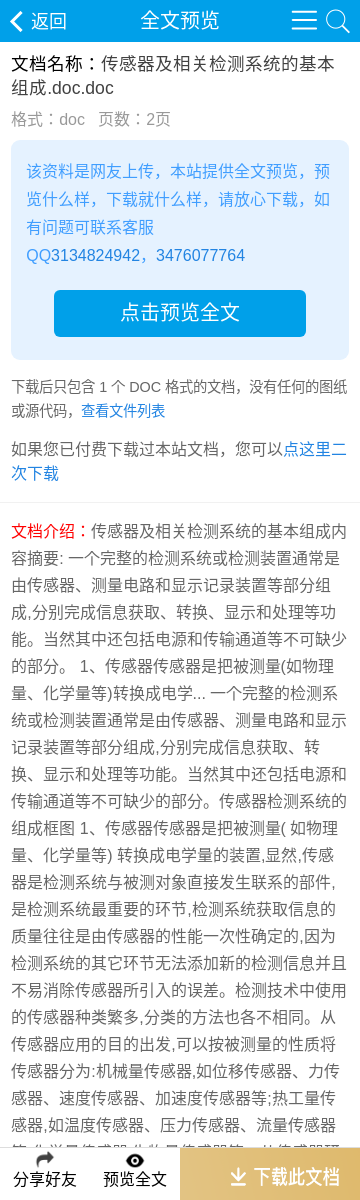 返回
全文预览
文档名称：传感器及相关检测系统的基本
组成.doc.doc
格式：doc 页数：2页
该资料是网友上传，本站提供全文预览，预
览什么样，下载就什么样，请放心下载，如
有问题可联系客服
QQ3134824942，3476077764
点击预览全文
下载后只包含 1 个 DOC 格式的文档，没有任何的图纸
或源代码，查看文件列表
如果您已付费下载过本站文档，您可以点这里二
次下载
文档介绍：传感器及相关检测系统的基本组成内
容摘要: 一个完整的检测系统或检测装置通常是
由传感器、测量电路和显示记录装置等部分组
成,分别完成信息获取、转换、显示和处理等功
能。当然其中还包括电源和传输通道等不可缺少
的部分。 1、传感器传感器是把被测量(如物理
量、化学量等)转换成电学... 一个完整的检测系
统或检测装置通常是由传感器、测量电路和显示
记录装置等部分组成,分别完成信息获取、转
换、显示和处理等功能。当然其中还包括电源和
传输通道等不可缺少的部分。传感器检测系统的
组成框图 1、传感器传感器是把被测量( 如物理
量、化学量等) 转换成电学量的装置,显然,传感
器是检测系统与被测对象直接发生联系的部件,
是检测系统最重要的环节,检测系统获取信息的
质量往往是由传感器的性能一次性确定的,因为
检测系统的其它环节无法添加新的检测信息并且
不易消除传感器所引入的误差。检测技术中使用
的传感器种类繁多,分类的方法也各不相同。从
传感器应用的目的出发,可以按被测量的性质将
传感器分为:机械量传感器,如位移传感器、力传
感器、速度传感器、加速度传感器等;热工量传
感器,如温度传感器、压力传感器、流量传感器
分享好友
预览全文
下载此文档